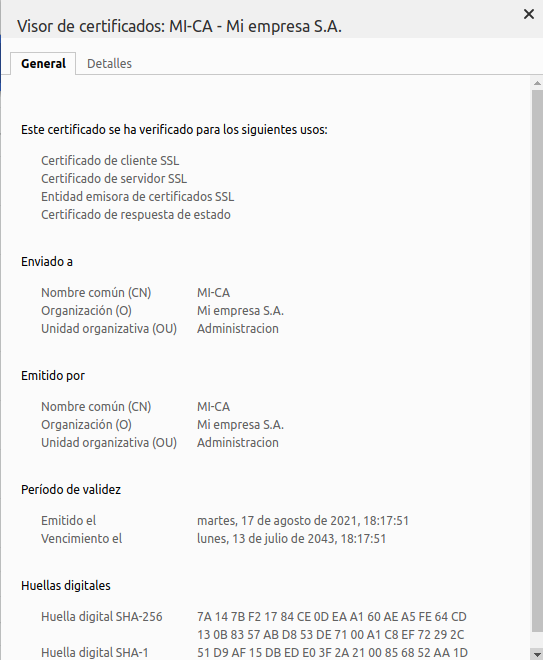 Visor de certificados: MI-CA - Mi empresa S.A.
General Detalles
Este certificado se ha verificado para los siguientes usos:
Certificado de cliente SSL
Certificado de servidor SSL
Entidad emisora de certificados SSL
Certificado de respuesta de estado
Enviado a
Nombre común (CN) MI-CA
Organización (O) Mi empresa S.A.
Unidad organizativa (OU) Administracion
Emitido por
Nombre común (CN) MI-CA
Organización (O) Mi empresa S.A.
Unidad organizativa (OU) Administracion
Período de validez
Emitido el martes, 17 de agosto de 2021, 18:17:51
Vencimiento el lunes, 13 de julio de 2043, 18:17:51
Huellas digitales
Huella digital SHA-256 7A 14 7B F2 17 84 CE 0D EA A1 60 AE A5 FE 64 CD
13 0B 83 57 AB D8 53 DE 71 00 A1 C8 EF 72 29 2C
Huella digital SHA-1 51 D9 AF 15 DB ED E0 3F 2A 21 00 85 68 52 AA 1D